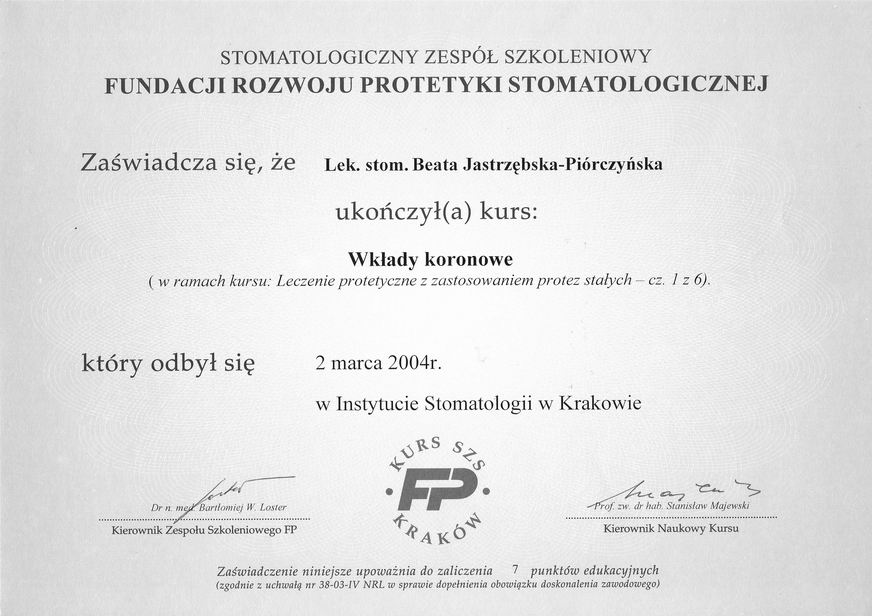 STOMATOLOGICZNY ZESPÓŁ SZKOLENIOWY
FUNDACJI ROZWOJU PROTETYKI STOMATOLOGICZNEJ
Zaświadcza się, że Lek. stom. Beata Jastrzębska-Piórczyńska
ukończył(a) kurs:
Wkłady koronowe
( w ramach kursu: Leczenie protetyczne z zastosowaniem protez stałych – cz. 1 z 6).
który odbył się 2 marca 2004r.
w Instytucie Stomatologii w Krakowie
KURS SZS
FP
KRAKÓW
Dr n. med. Bartłomiej W. Loster
Kierownik Zespołu Szkoleniowego FP
Prof. zw. dr hab. Stanisław Majewski
Kierownik Naukowy Kursu
Zaświadczenie niniejsze upoważnia do zaliczenia 7 punktów edukacyjnych
(zgodnie z uchwałą nr 38-03-IV NRL w sprawie dopełnienia obowiązku doskonalenia zawodowego)